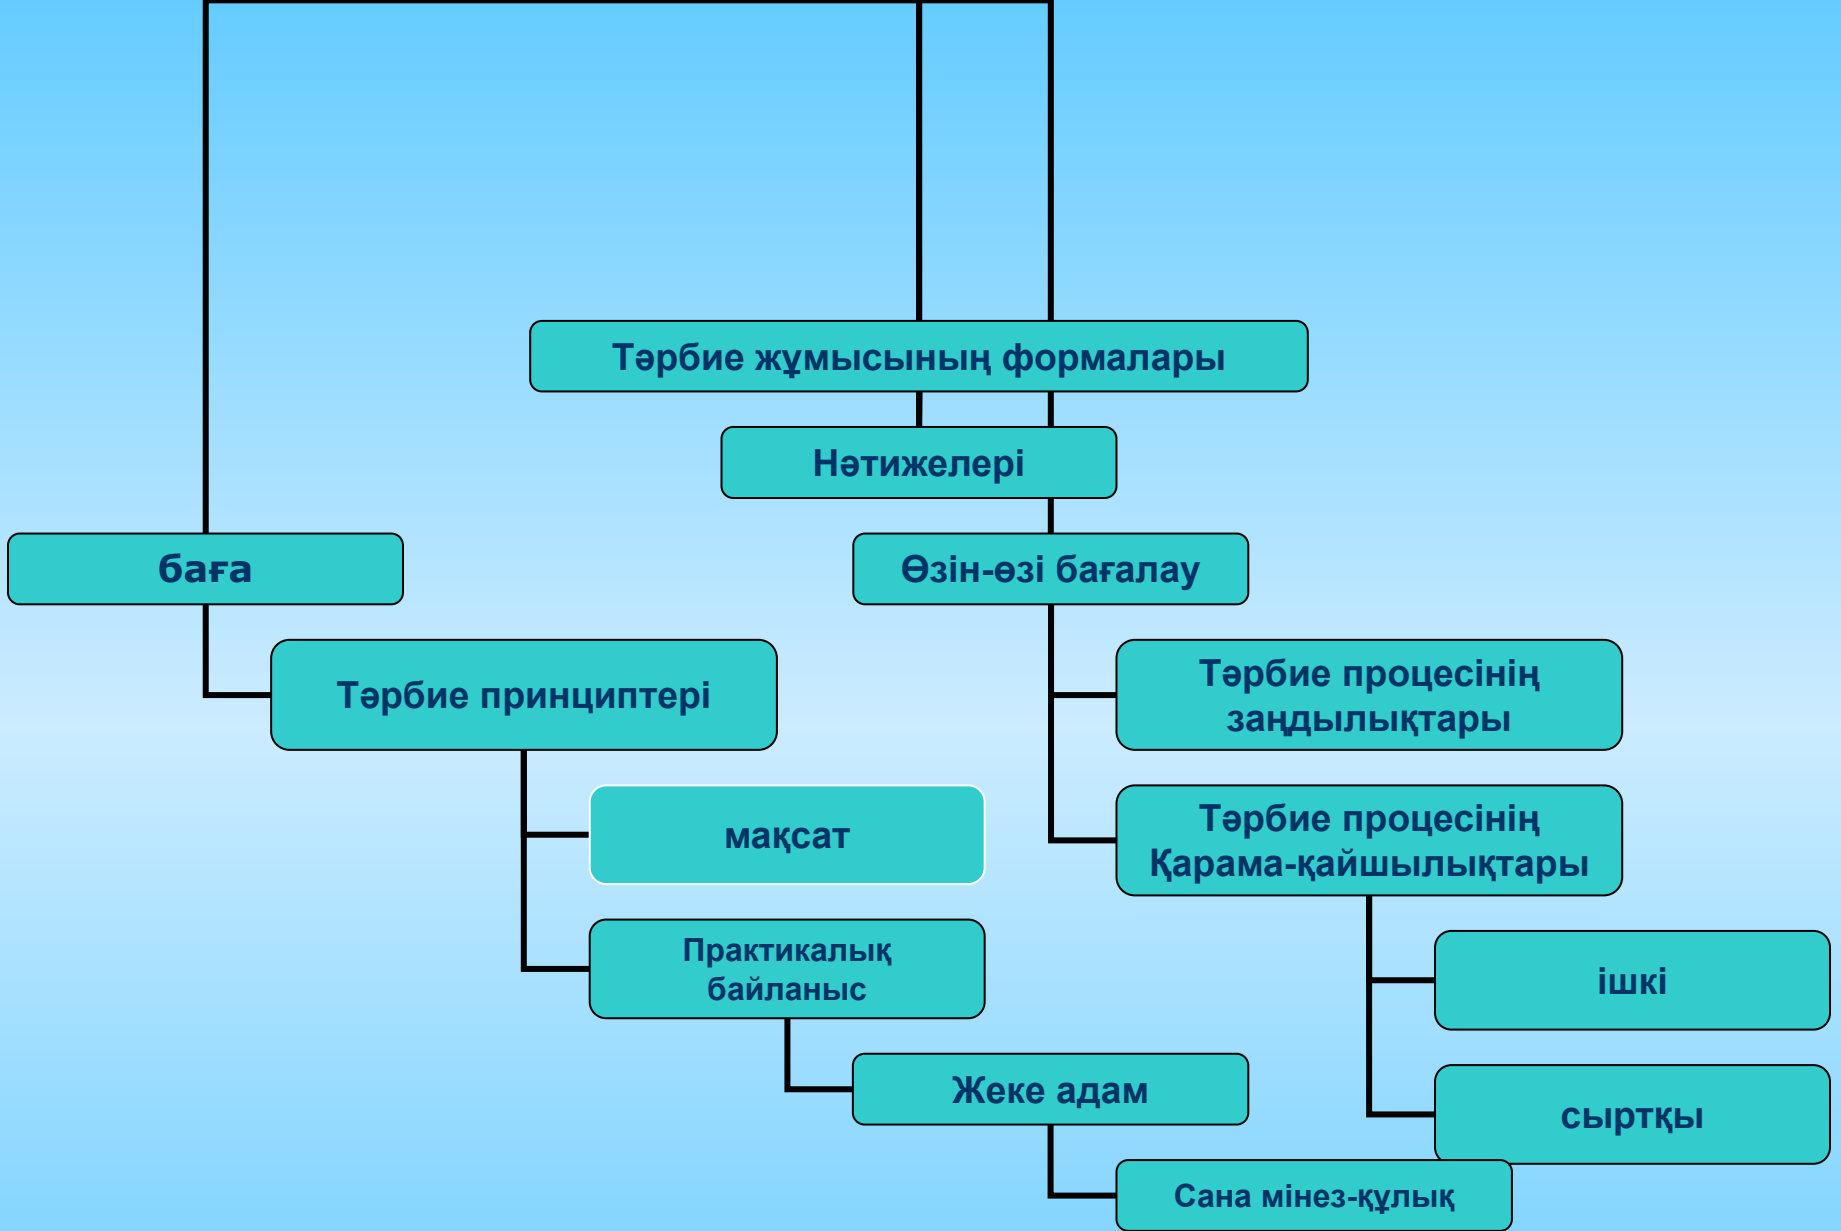 Тәрбие жұмысының формалары
Нәтижелері
баға
Өзін-өзі бағалау
Тәрбие принциптері
Тәрбие процесінің
заңдылықтары
мақсат
Тәрбие процесінің
Қарама-қайшылықтары
Практикалық
байланыс
ішкі
Жеке адам
сыртқы
Сана мінез-құлық